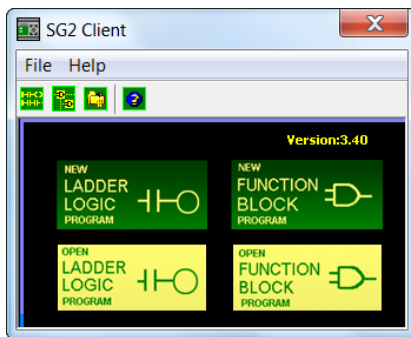 SG2 Client
File Help
Version:3.40
NEW
LADDER
LOGIC
PROGRAM
NEW
FUNCTION
BLOCK
PROGRAM
OPEN
LADDER
LOGIC
PROGRAM
OPEN
FUNCTION
BLOCK
PROGRAM